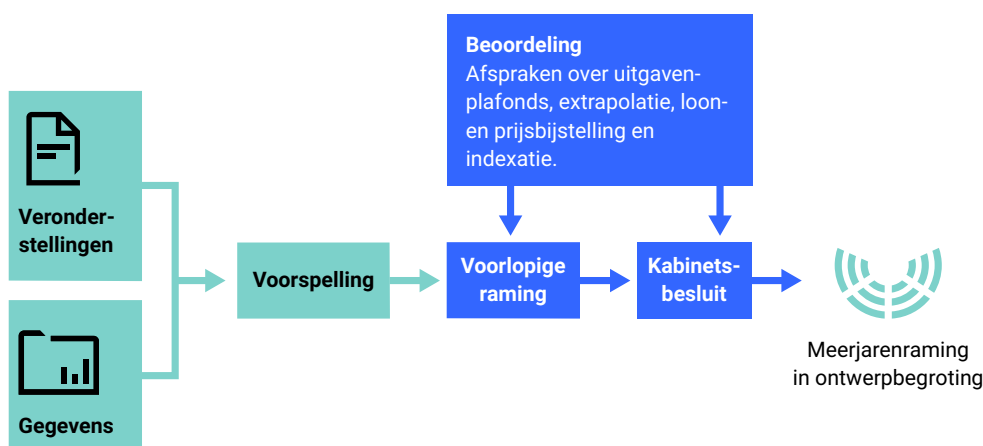 Beoordeling
Afspraken over uitgaven-
plafonds, extrapolatie, loon-
en prijsbijstelling en
indexatie.
Veronder-
stellingen
Gegevens
Voorspelling
Voorlopige
raming
Kabinets-
besluit
Meerjarenraming
in ontwerpbegroting